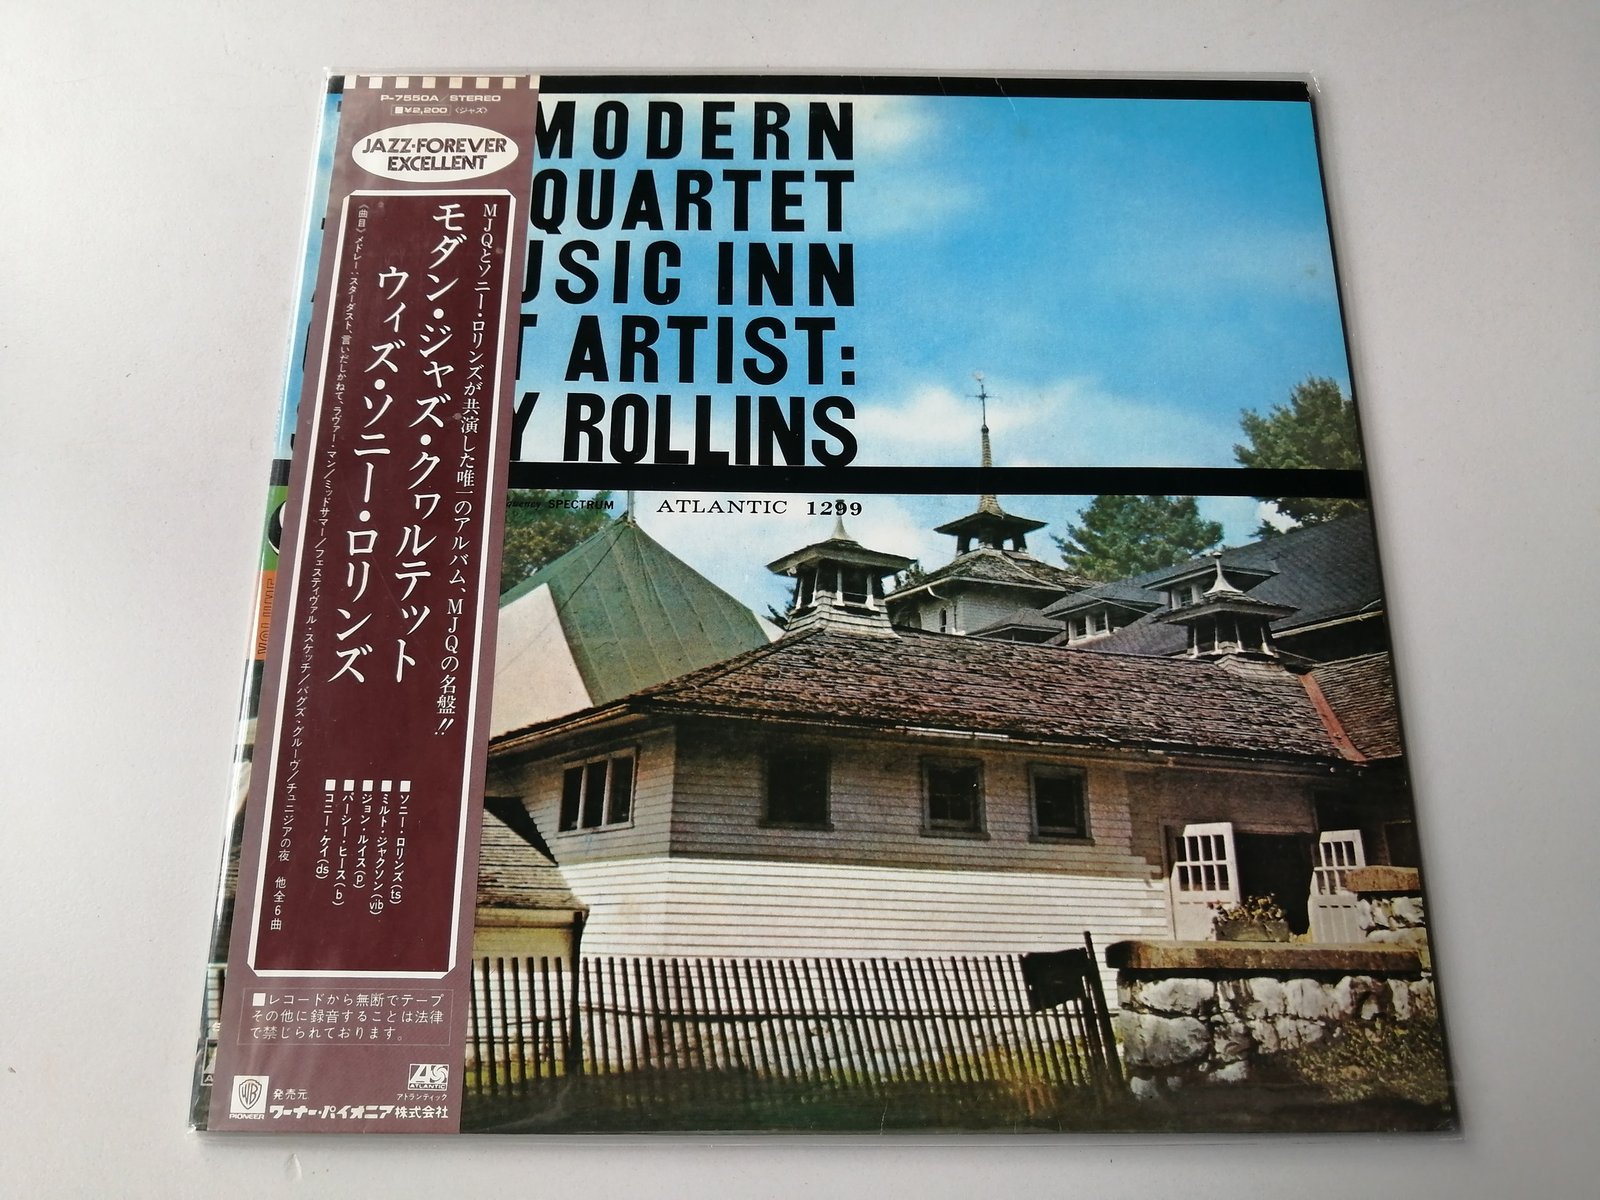 P-7550A/STEREO
■¥2,200〈ジャズ〉
JAZZ·FOREVER
EXCELLENT
MJQとソニー・ロリンズが共演した唯一のアルバム、MJQの名盤!!
モダン・ジャズ・クヮルテット
ウィズ・ソニー・ロリンズ
《曲目》メドレー:スターダスト、言いだしかねて、ラヴァー・マン/ミッドサマー/フェスティヴァル・スケッチ/バグズ・グルーヴ/チュニジアの夜 他全6曲
■ソニー・ロリンズ(ts)
■ミルト・ジャクソン(vib)
■ジョン・ルイス(p)
■パーシー・ヒース(b)
■コニー・ケイ(ds)
■レコードから無断でテープ
その他に録音することは法律
で禁じられております。
WB
PIONEER
発売元
ワーナー・パイオニア株式会社
ATLANTIC
アトランティック
MODERN
QUARTET
USIC INN
T ARTIST:
Y ROLLINS
SPECTRUM
ATLANTIC 1299